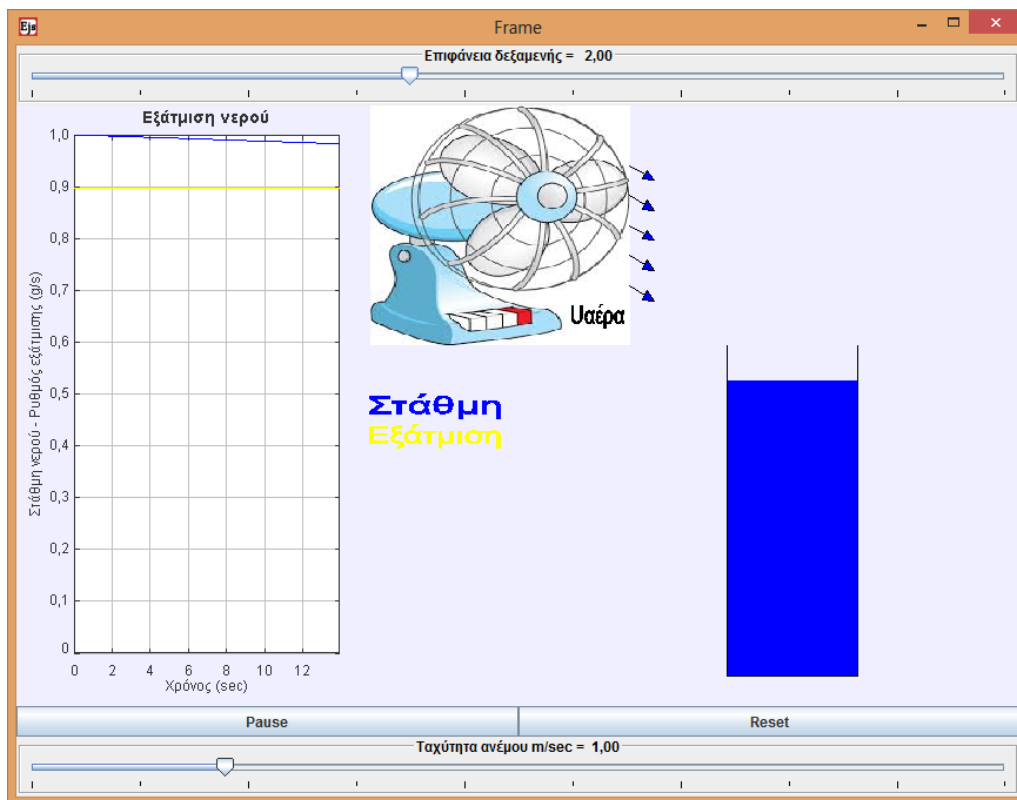 Ejs
Frame
Επιφάνεια δεξαμενής = 2,00
Εξάτμιση νερού
Στάθμη νερού - Ρυθμός εξάτμισης (g/s)
1,0
0,9
0,8
0,7
0,6
0,5
0,4
0,3
0,2
0,1
0
0 2 4 6 8 10 12
Χρόνος (sec)
Uαέρα
Στάθμη
Εξάτμιση
Pause Reset
Ταχύτητα ανέμου m/sec = 1,00